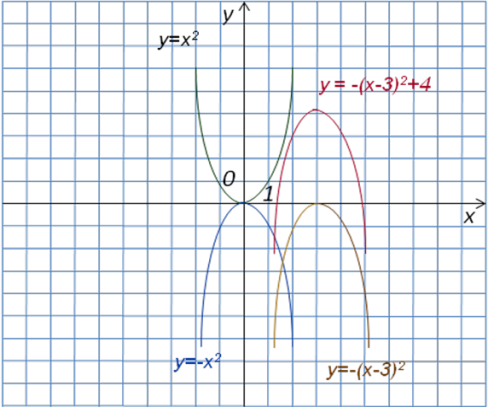 y
y=x²
y = -(x-3)²+4
0
1
x
y=-x²
y=-(x-3)²